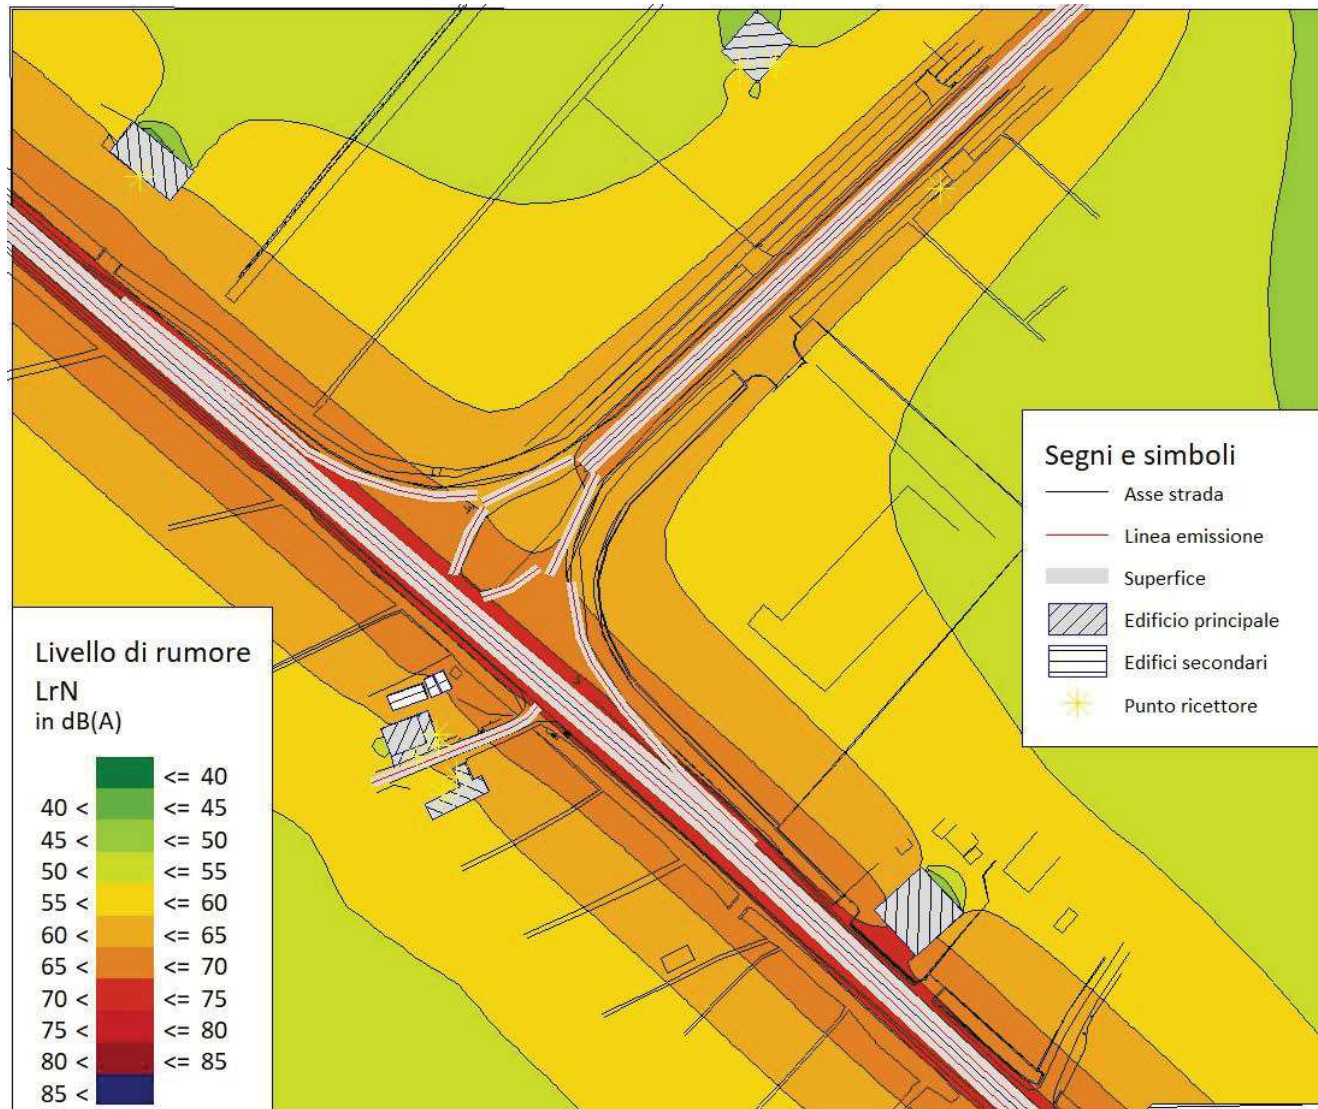 Segni e simboli
Asse strada
Linea emissione
Superfice
Edificio principale
Edifici secondari
Punto ricettore
Livello di rumore
LrN
in dB(A)
<= 40
40 < <= 45
45 < <= 50
50 < <= 55
55 < <= 60
60 < <= 65
65 < <= 70
70 < <= 75
75 < <= 80
80 < <= 85
85 <